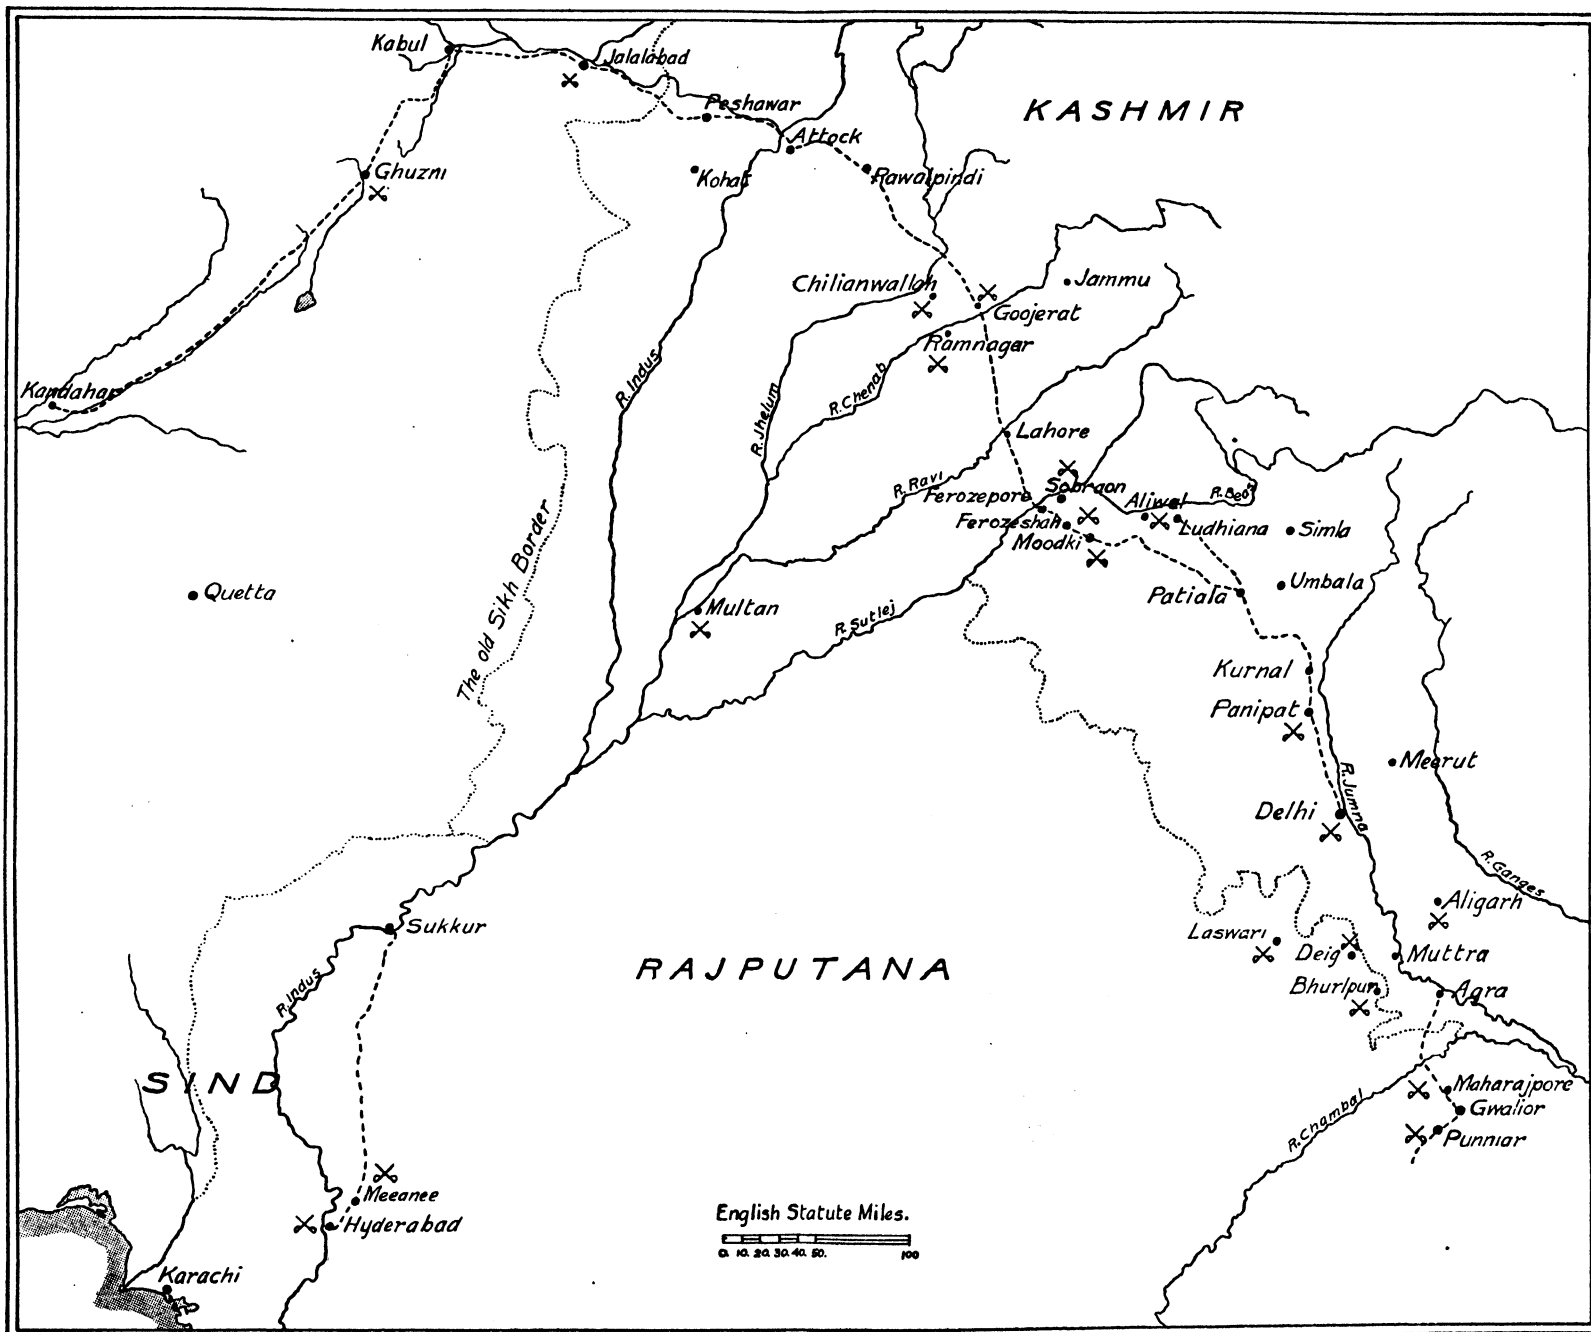 Kabul
Jalalabad
Peshawar
KASHMIR
Attock
Ghuzni
Kohat
Rawalpindi
Chilianwallah
Jammu
Goojerat
Ramnagar
R. Indus
R. Jhelum
R. Chenab
Kandahar
Lahore
R. Ravi
Ferozepore
Sobraon
Aliwal
R. Beas
Ferozeshah
Ludhiana
Simla
Moodki
The old Sikh Border
Quetta
Multan
R. Sutlej
Patiala
Umbala
Kurnal
Panipat
Meerut
Delhi
R. Jumna
R. Ganges
Aligarh
Sukkur
Laswari
Deig
Muttra
RAJPUTANA
Bhurlpur
Agra
R. Indus
SIND
Maharajpore
Gwalior
R. Chambal
Punniar
Meeanee
Hyderabad
English Statute Miles.
0. 10. 20. 30. 40. 50. 100
Karachi